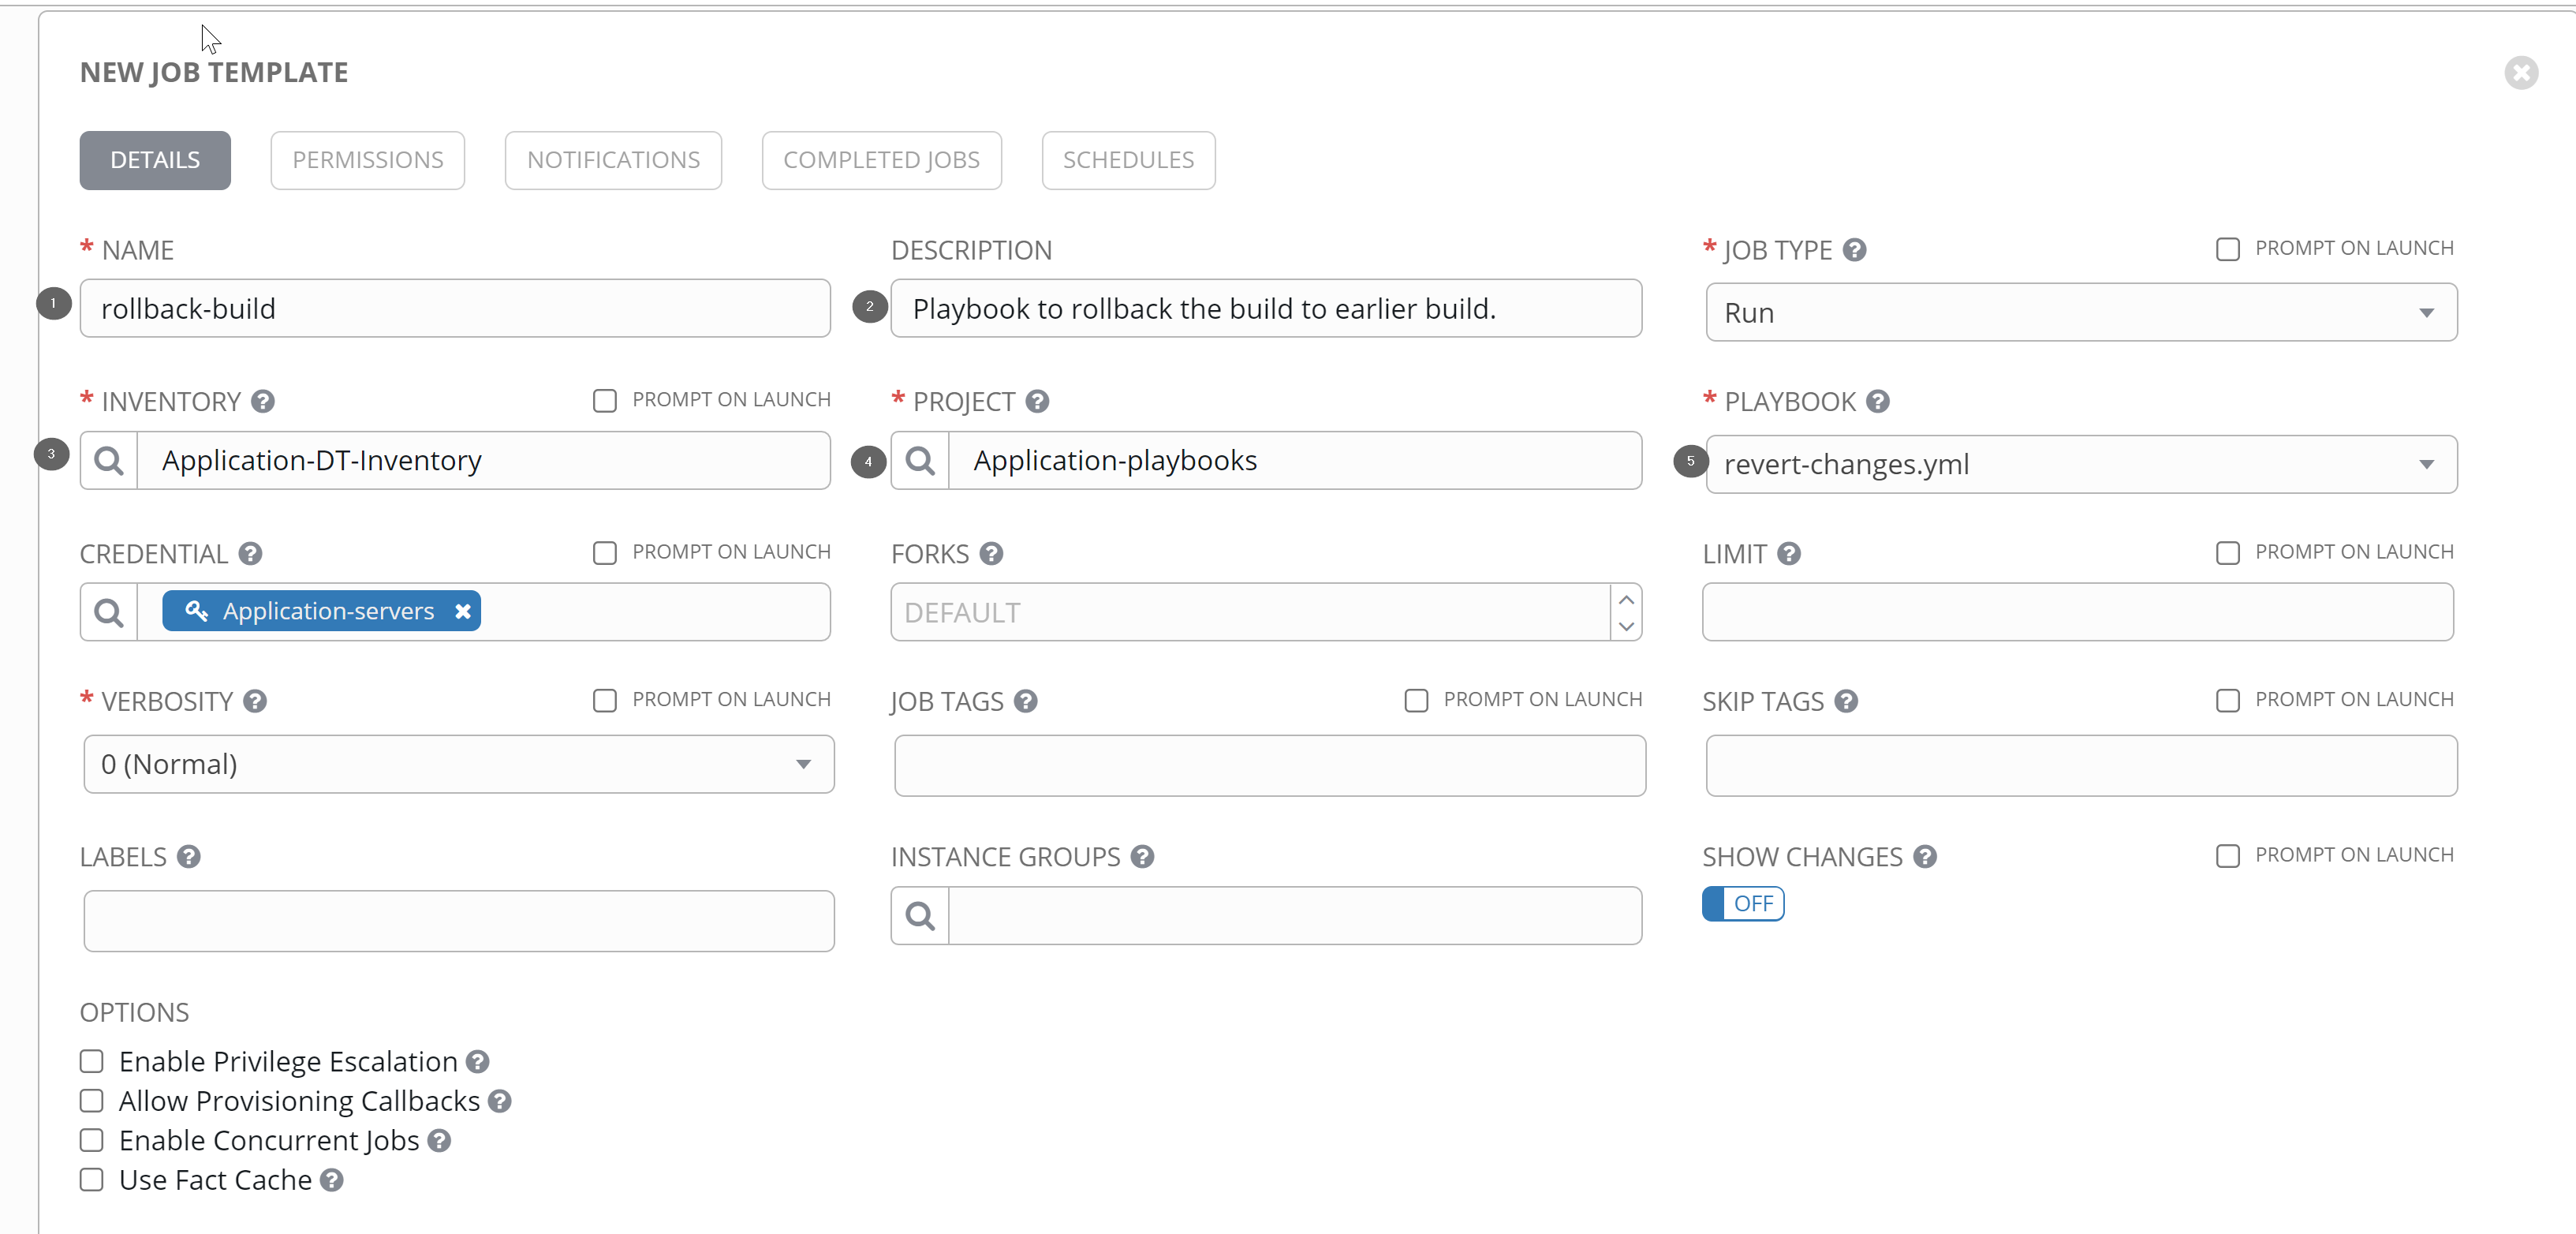 NEW JOB TEMPLATE
DETAILS PERMISSIONS NOTIFICATIONS COMPLETED JOBS SCHEDULES
* NAME DESCRIPTION * JOB TYPE ? PROMPT ON LAUNCH
1 rollback-build 2 Playbook to rollback the build to earlier build. Run
* INVENTORY ? PROMPT ON LAUNCH * PROJECT ? * PLAYBOOK ?
3 Application-DT-Inventory 4 Application-playbooks 5 revert-changes.yml
CREDENTIAL ? PROMPT ON LAUNCH FORKS ? LIMIT ? PROMPT ON LAUNCH
Application-servers DEFAULT
* VERBOSITY ? PROMPT ON LAUNCH JOB TAGS ? PROMPT ON LAUNCH SKIP TAGS ? PROMPT ON LAUNCH
0 (Normal)
LABELS ? INSTANCE GROUPS ? SHOW CHANGES ? PROMPT ON LAUNCH
OFF
OPTIONS
Enable Privilege Escalation ?
Allow Provisioning Callbacks ?
Enable Concurrent Jobs ?
Use Fact Cache ?